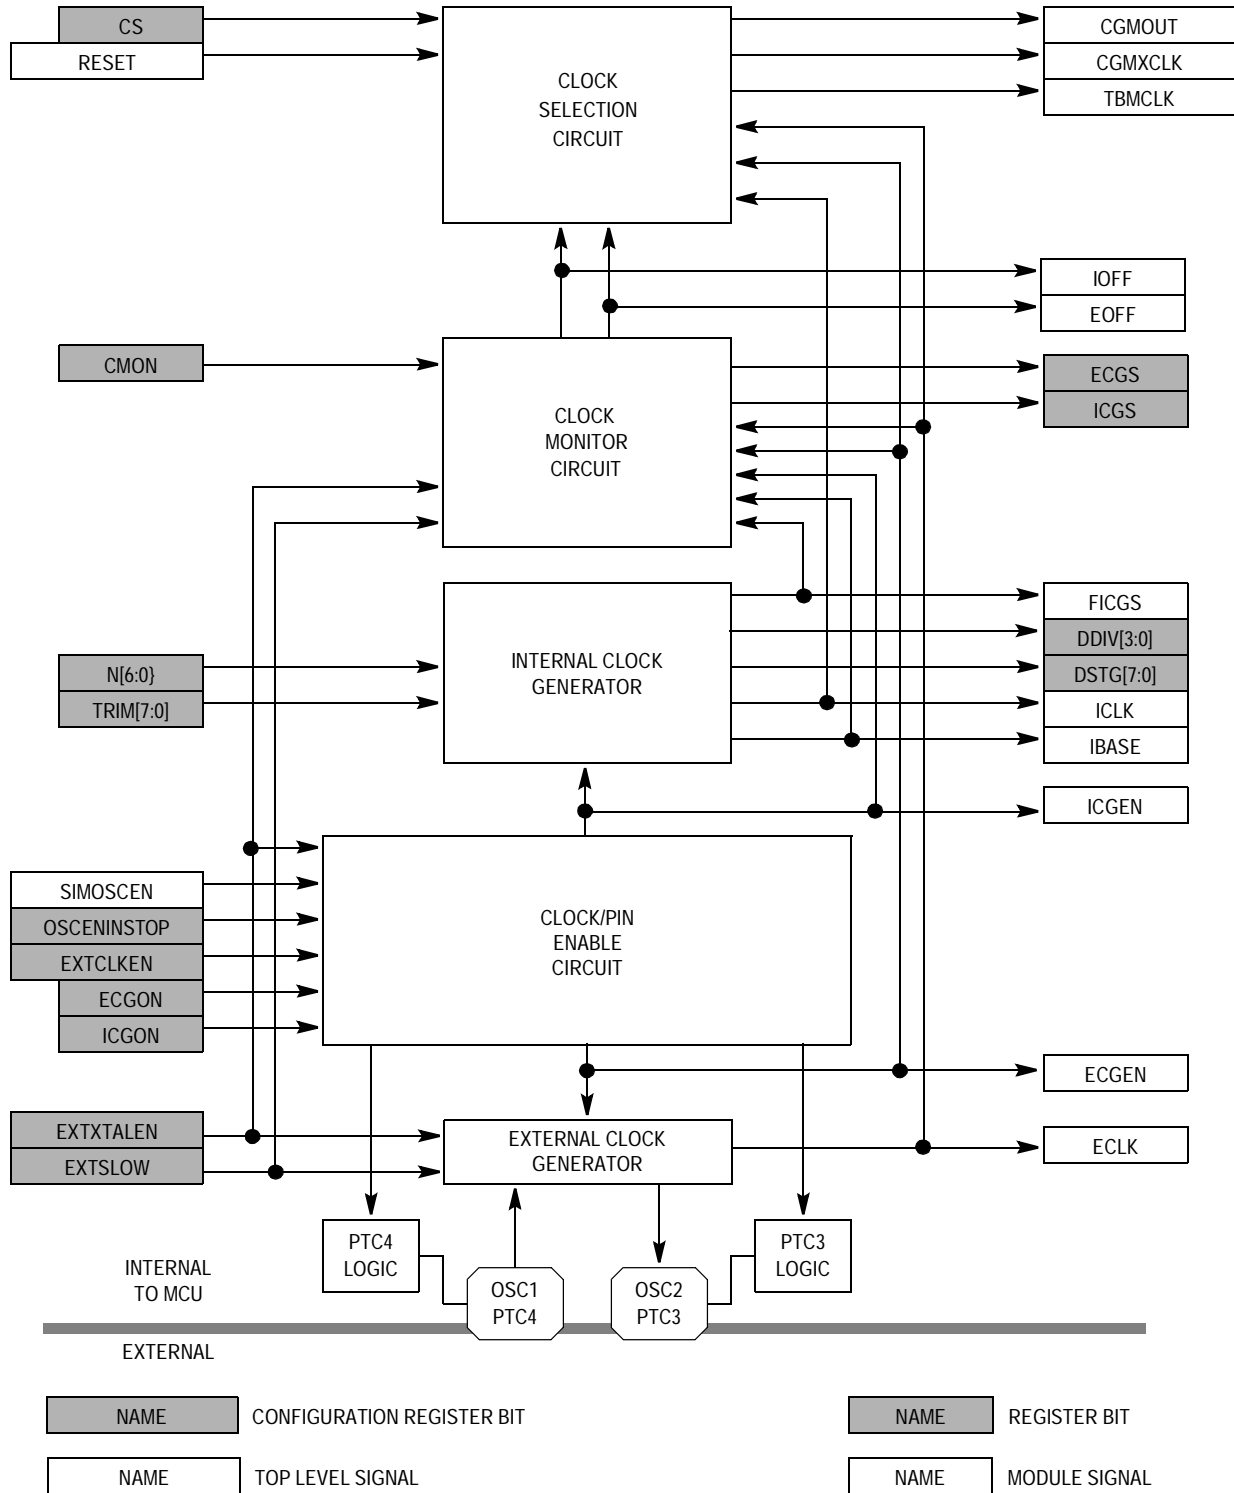 CS
RESET
CLOCK
SELECTION
CIRCUIT
CGMOUT
CGMXCLK
TBMCLK
IOFF
EOFF
CMON
CLOCK
MONITOR
CIRCUIT
ECGS
ICGS
N[6:0}
TRIM[7:0]
INTERNAL CLOCK
GENERATOR
FICGS
DDIV[3:0]
DSTG[7:0]
ICLK
IBASE
ICGEN
SIMOSCEN
OSCENINSTOP
EXTCLKEN
ECGON
ICGON
CLOCK/PIN
ENABLE
CIRCUIT
ECGEN
EXTXTALEN
EXTSLOW
EXTERNAL CLOCK
GENERATOR
ECLK
PTC4
LOGIC
PTC3
LOGIC
OSC1
PTC4
OSC2
PTC3
INTERNAL
TO MCU
EXTERNAL
NAME CONFIGURATION REGISTER BIT
NAME REGISTER BIT
NAME TOP LEVEL SIGNAL
NAME MODULE SIGNAL